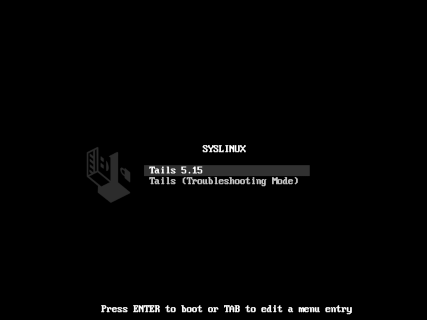 SYSLINUX
Tails 5.15
Tails (Troubleshooting Mode)
Press ENTER to boot or TAB to edit a menu entry